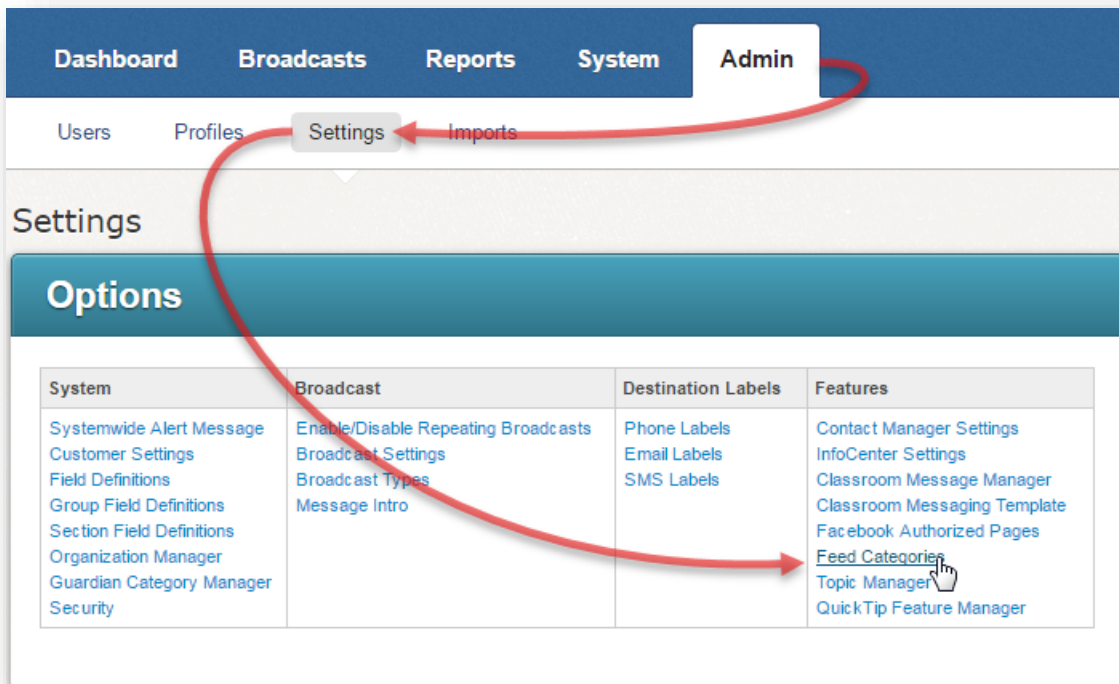 Dashboard Broadcasts Reports System Admin
Users Profiles Settings Imports
Settings
Options
System Broadcast Destination Labels Features
Systemwide Alert Message Enable/Disable Repeating Broadcasts Phone Labels Contact Manager Settings
Customer Settings Broadcast Settings Email Labels InfoCenter Settings
Field Definitions Broadcast Types SMS Labels Classroom Message Manager
Group Field Definitions Message Intro Classroom Messaging Template
Section Field Definitions Facebook Authorized Pages
Organization Manager Feed Categories
Guardian Category Manager Topic Manager
Security QuickTip Feature Manager